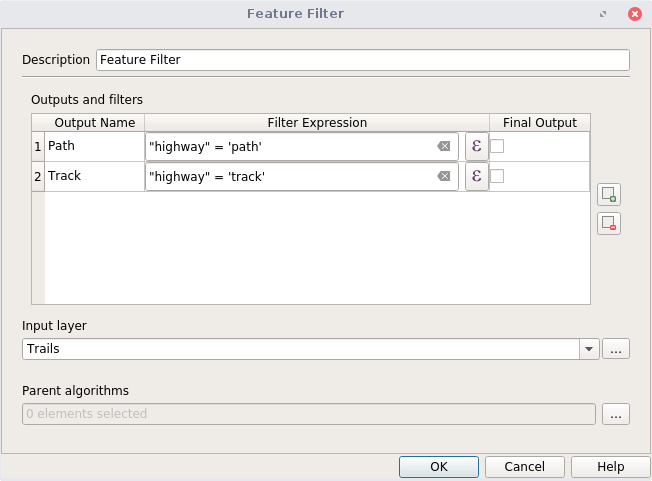 Feature Filter
Description Feature Filter
Outputs and filters
Output Name Filter Expression Final Output
1 Path "highway" = 'path' ε
2 Track "highway" = 'track' ε
Input layer
Trails ...
Parent algorithms
0 elements selected ...
OK Cancel Help